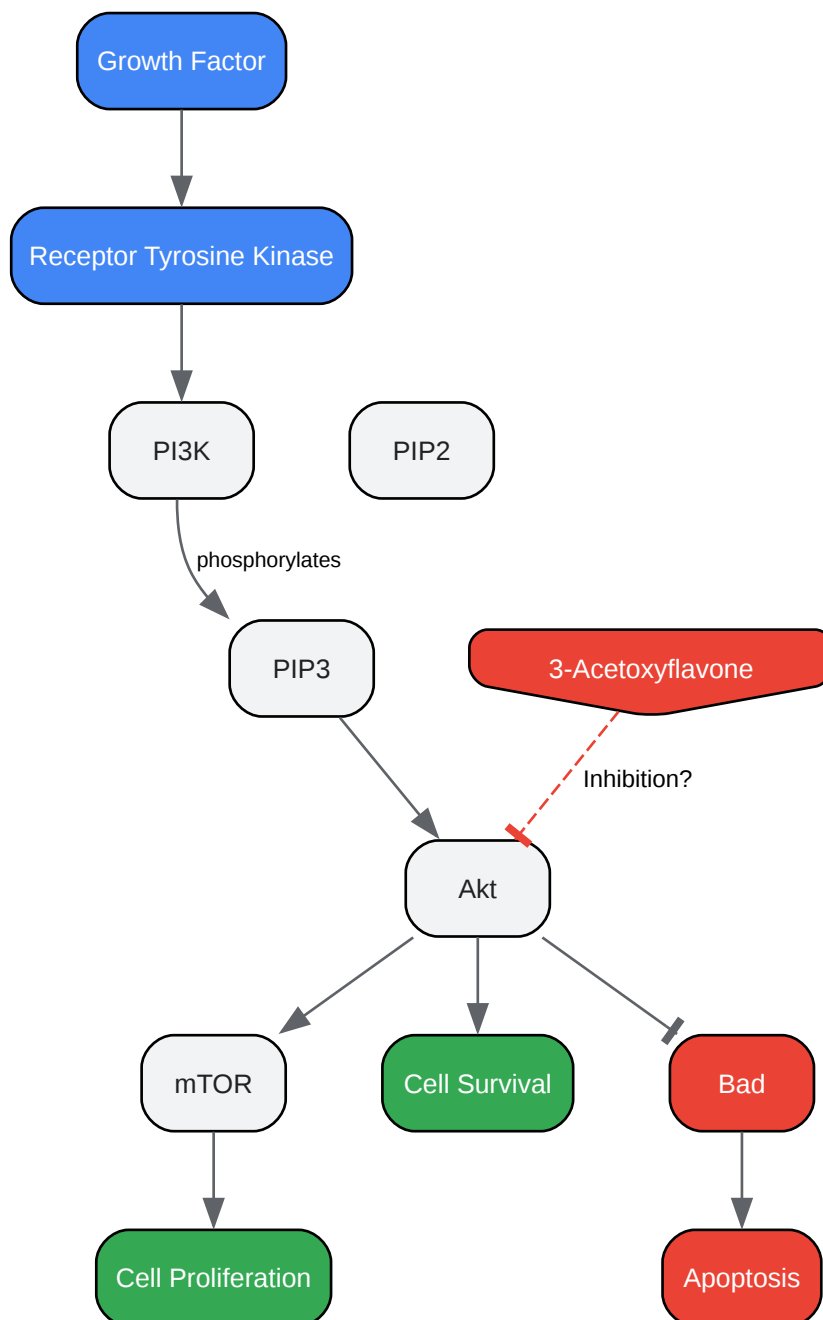 Growth Factor
Receptor Tyrosine Kinase
PI3K
PIP2
phosphorylates
PIP3
3-Acetoxyflavone
Inhibition?
Akt
mTOR
Cell Survival
Bad
Cell Proliferation
Apoptosis